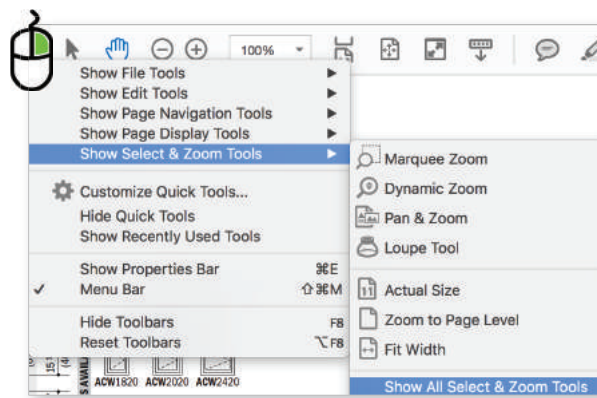 100%
Show File Tools
Show Edit Tools
Show Page Navigation Tools
Show Page Display Tools
Show Select & Zoom Tools
Customize Quick Tools...
Hide Quick Tools
Show Recently Used Tools
Show Properties Bar ⌘E
✓ Menu Bar ⇧⌘M
Hide Toolbars F8
Reset Toolbars ⌥F8
Marquee Zoom
Dynamic Zoom
Pan & Zoom
Loupe Tool
Actual Size
Zoom to Page Level
Fit Width
Show All Select & Zoom Tools
ACW1820 ACW2020 ACW2420